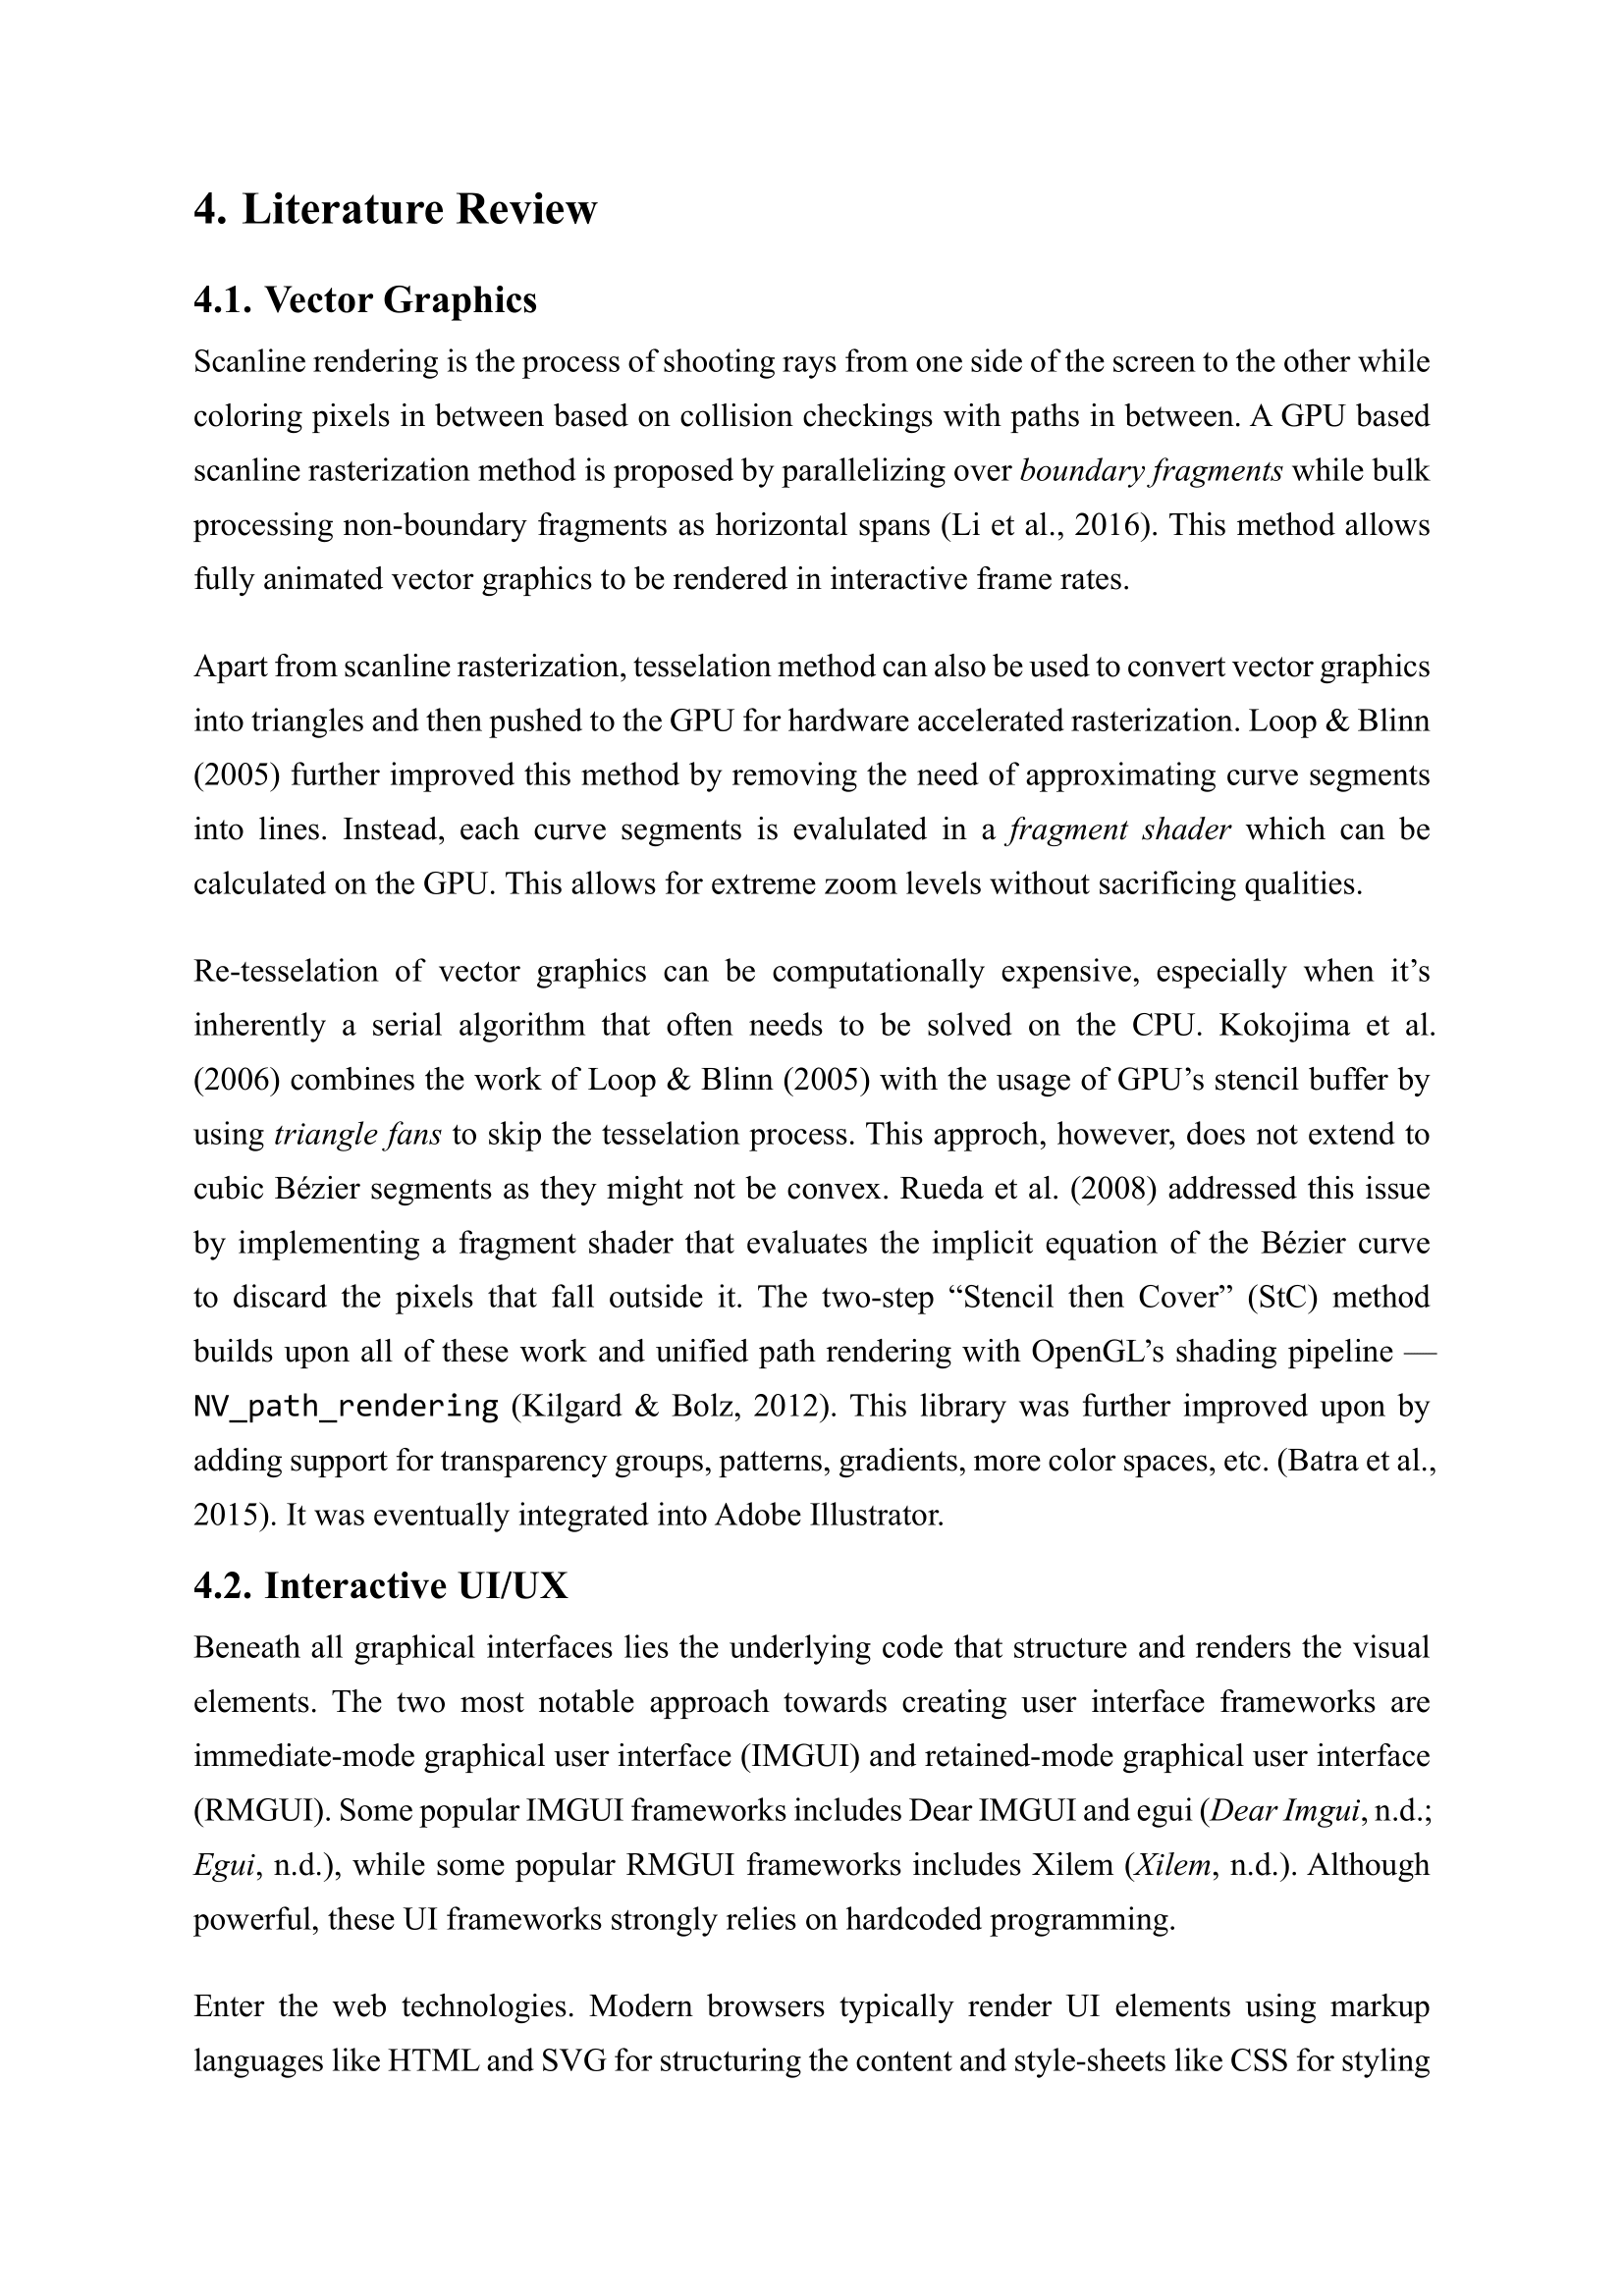 4. Literature Review
4.1. Vector Graphics
Scanline rendering is the process of shooting rays from one side of the screen to the other while
coloring pixels in between based on collision checkings with paths in between. A GPU based
scanline rasterization method is proposed by parallelizing over boundary fragments while bulk
processing non-boundary fragments as horizontal spans (Li et al., 2016). This method allows
fully animated vector graphics to be rendered in interactive frame rates.
Apart from scanline rasterization, tesselation method can also be used to convert vector graphics
into triangles and then pushed to the GPU for hardware accelerated rasterization. Loop & Blinn
(2005) further improved this method by removing the need of approximating curve segments
into lines. Instead, each curve segments is evalulated in a fragment shader which can be
calculated on the GPU. This allows for extreme zoom levels without sacrificing qualities.
Re-tesselation of vector graphics can be computationally expensive, especially when it’s
inherently a serial algorithm that often needs to be solved on the CPU. Kokojima et al.
(2006) combines the work of Loop & Blinn (2005) with the usage of GPU’s stencil buffer by
using triangle fans to skip the tesselation process. This approch, however, does not extend to
cubic Bézier segments as they might not be convex. Rueda et al. (2008) addressed this issue
by implementing a fragment shader that evaluates the implicit equation of the Bézier curve
to discard the pixels that fall outside it. The two-step “Stencil then Cover” (StC) method
builds upon all of these work and unified path rendering with OpenGL’s shading pipeline —
NV_path_rendering (Kilgard & Bolz, 2012). This library was further improved upon by
adding support for transparency groups, patterns, gradients, more color spaces, etc. (Batra et al.,
2015). It was eventually integrated into Adobe Illustrator.
4.2. Interactive UI/UX
Beneath all graphical interfaces lies the underlying code that structure and renders the visual
elements. The two most notable approach towards creating user interface frameworks are
immediate-mode graphical user interface (IMGUI) and retained-mode graphical user interface
(RMGUI). Some popular IMGUI frameworks includes Dear IMGUI and egui (Dear Imgui, n.d.;
Egui, n.d.), while some popular RMGUI frameworks includes Xilem (Xilem, n.d.). Although
powerful, these UI frameworks strongly relies on hardcoded programming.
Enter the web technologies. Modern browsers typically render UI elements using markup
languages like HTML and SVG for structuring the content and style-sheets like CSS for styling